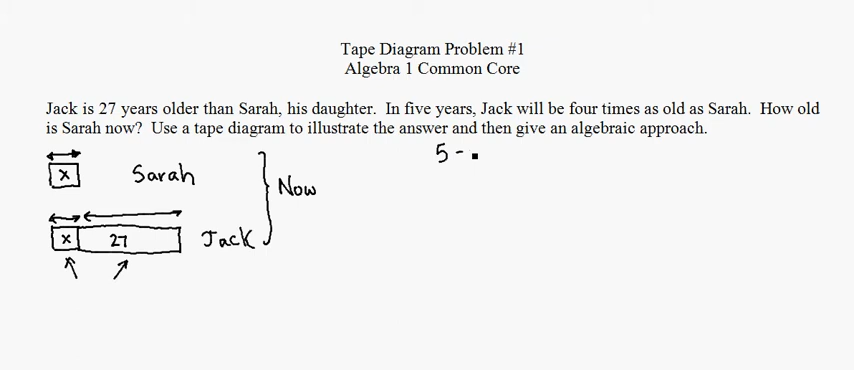 Tape Diagram Problem #1
Algebra 1 Common Core
Jack is 27 years older than Sarah, his daughter.  In five years, Jack will be four times as old as Sarah.  How old
is Sarah now?  Use a tape diagram to illustrate the answer and then give an algebraic approach.
5 -
x Sarah
Now
x 27 Jack